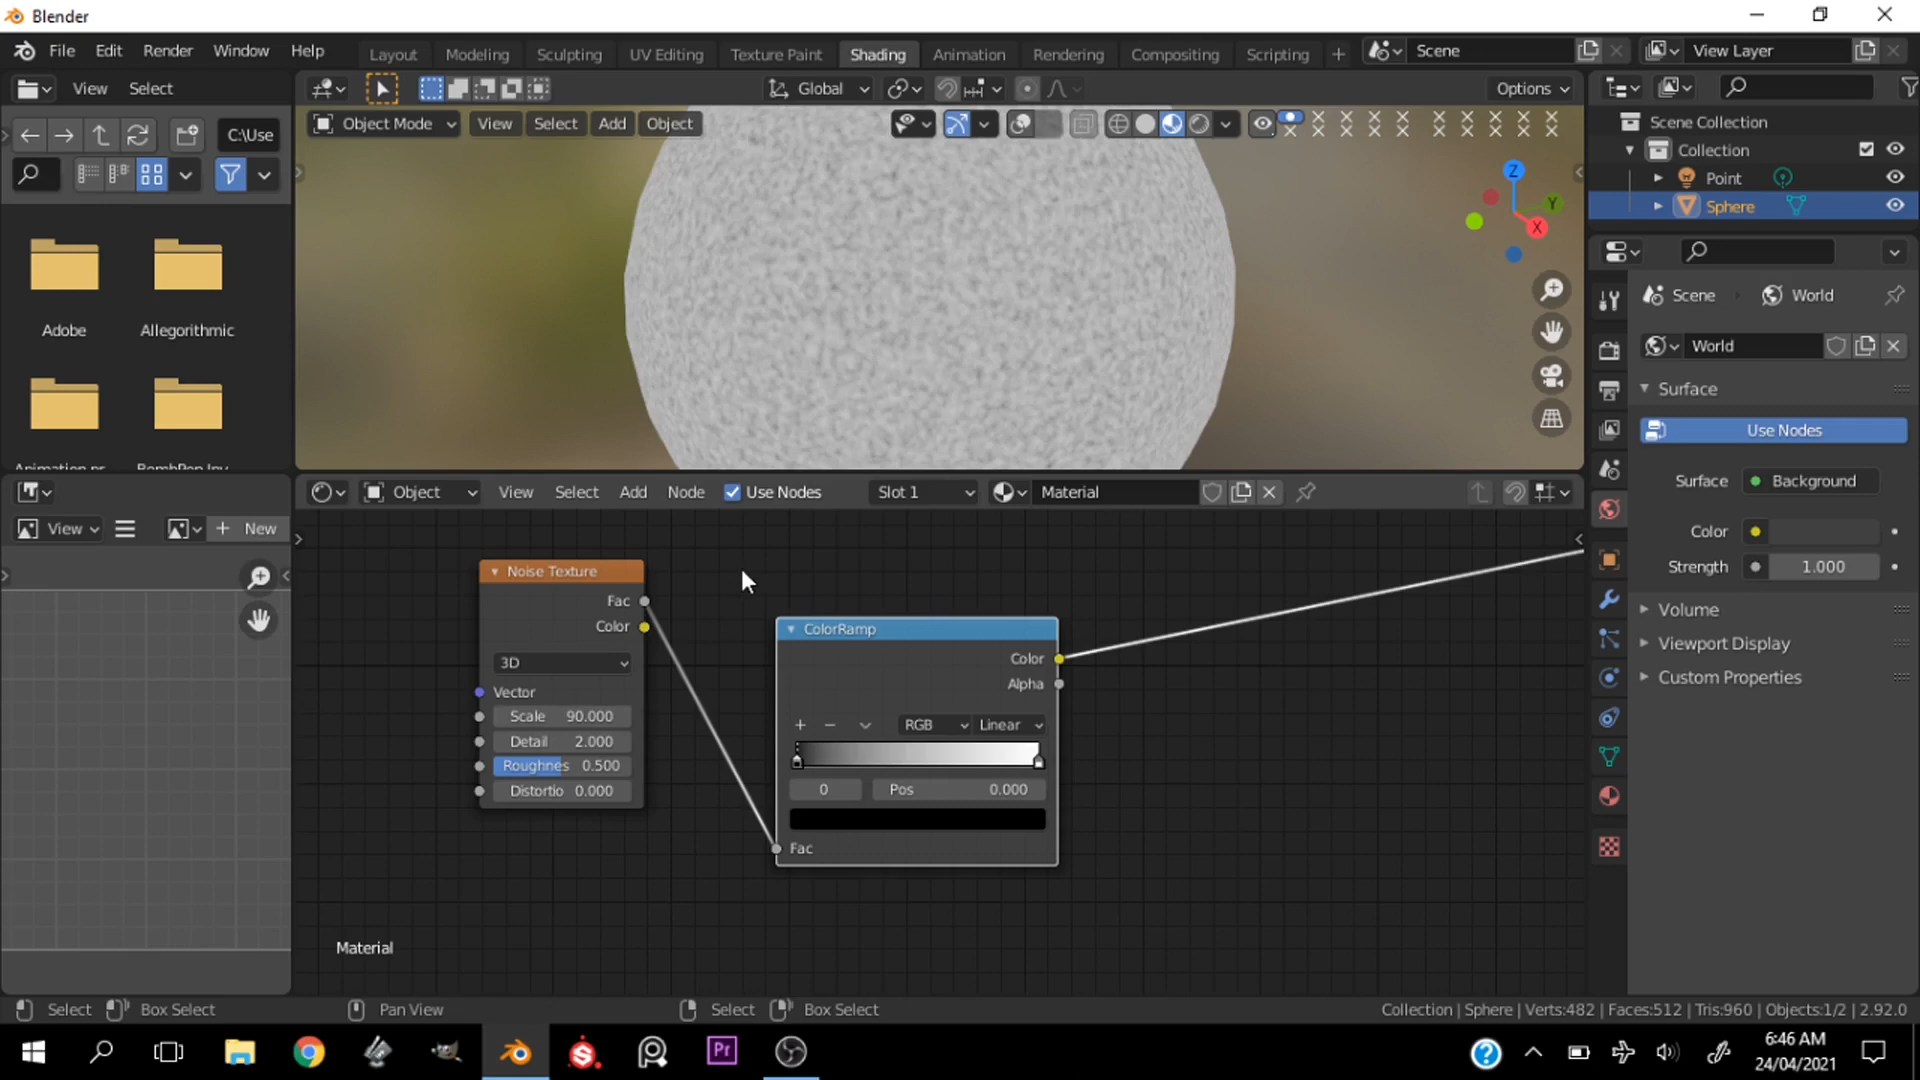 Blender
File Edit Render Window Help
Layout Modeling Sculpting UV Editing Texture Paint Shading Animation Rendering Compositing Scripting +
Scene
View Layer
View Select
Global
Options
C:\Use
Object Mode View Select Add Object
Z
Y
X
Adobe
Allegorithmic
Scene Collection
Collection
Point
Sphere
Scene World
World
Surface
Use Nodes
Surface Background
Color
Strength 1.000
Volume
Viewport Display
Custom Properties
View New
Object View Select Add Node Use Nodes Slot 1 Material
Noise Texture
Fac
Color
3D
Vector
Scale 90.000
Detail 2.000
Roughnes 0.500
Distortio 0.000
ColorRamp
Color
Alpha
+ − RGB Linear
0 Pos 0.000
Fac
Material
Select Box Select Pan View Select Box Select
Collection | Sphere | Verts:482 | Faces:512 | Tris:960 | Objects:1/2 | 2.92.0
Pr
6:46 AM
24/04/2021